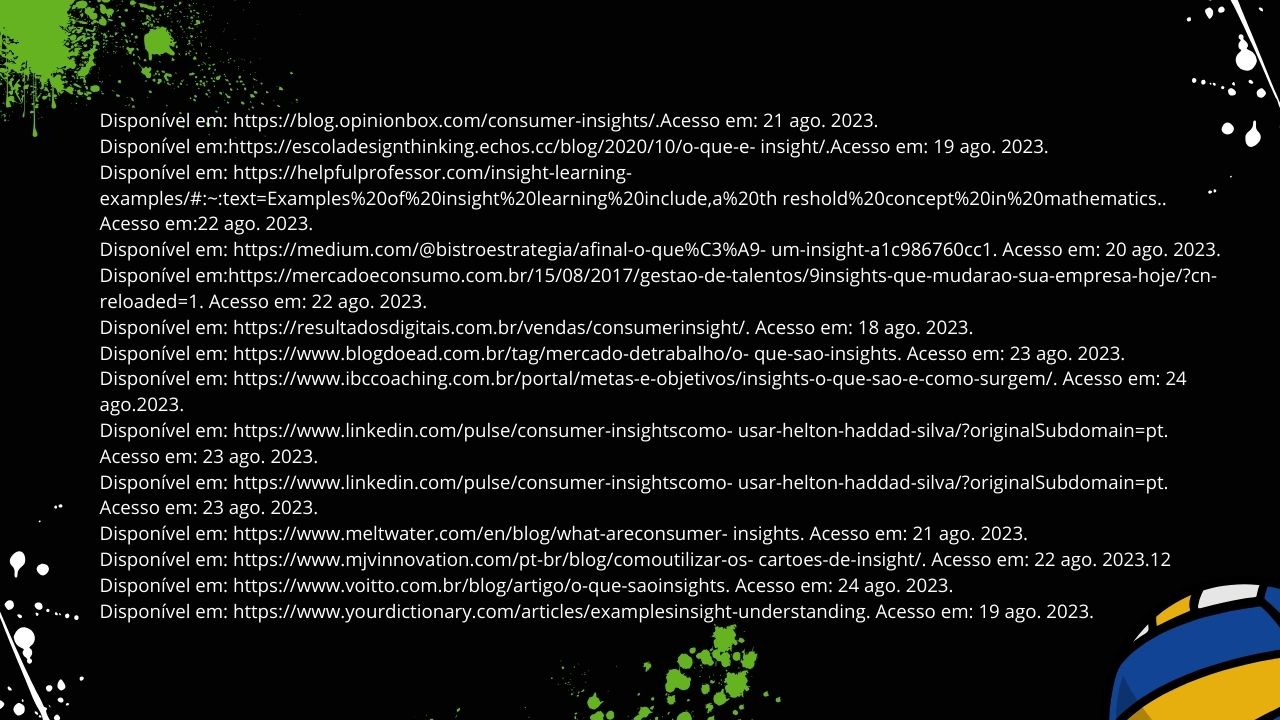 Disponível em: https://blog.opinionbox.com/consumer-insights/.Acesso em: 21 ago. 2023.
Disponível em:https://escoladesignthinking.echos.cc/blog/2020/10/o-que-e- insight/.Acesso em: 19 ago. 2023.
Disponível em: https://helpfulprofessor.com/insight-learning-
examples/#:~:text=Examples%20of%20insight%20learning%20include,a%20th reshold%20concept%20in%20mathematics..
Acesso em:22 ago. 2023.
Disponível em: https://medium.com/@bistroestrategia/afinal-o-que%C3%A9- um-insight-a1c986760cc1. Acesso em: 20 ago. 2023.
Disponível em:https://mercadoeconsumo.com.br/15/08/2017/gestao-de-talentos/9insights-que-mudarao-sua-empresa-hoje/?cn-
reloaded=1. Acesso em: 22 ago. 2023.
Disponível em: https://resultadosdigitais.com.br/vendas/consumerinsight/. Acesso em: 18 ago. 2023.
Disponível em: https://www.blogdoead.com.br/tag/mercado-detrabalho/o- que-sao-insights. Acesso em: 23 ago. 2023.
Disponível em: https://www.ibccoaching.com.br/portal/metas-e-objetivos/insights-o-que-sao-e-como-surgem/. Acesso em: 24
ago.2023.
Disponível em: https://www.linkedin.com/pulse/consumer-insightscomo- usar-helton-haddad-silva/?originalSubdomain=pt.
Acesso em: 23 ago. 2023.
Disponível em: https://www.linkedin.com/pulse/consumer-insightscomo- usar-helton-haddad-silva/?originalSubdomain=pt.
Acesso em: 23 ago. 2023.
Disponível em: https://www.meltwater.com/en/blog/what-areconsumer- insights. Acesso em: 21 ago. 2023.
Disponível em: https://www.mjvinnovation.com/pt-br/blog/comoutilizar-os- cartoes-de-insight/. Acesso em: 22 ago. 2023.12
Disponível em: https://www.voitto.com.br/blog/artigo/o-que-saoinsights. Acesso em: 24 ago. 2023.
Disponível em: https://www.yourdictionary.com/articles/examplesinsight-understanding. Acesso em: 19 ago. 2023.